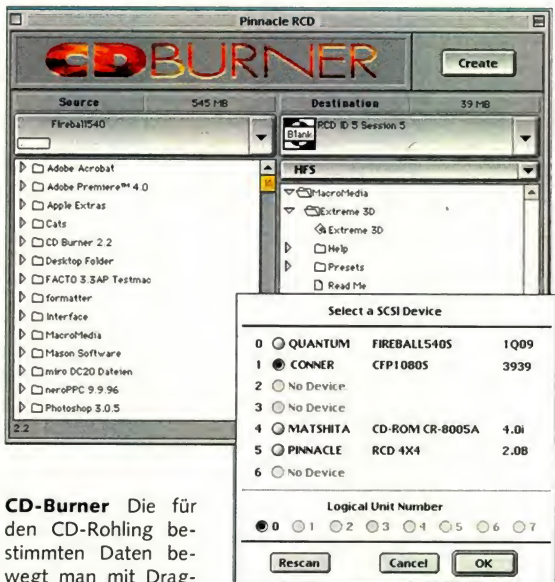 Pinnacle RCD
CD BURNER
Create
Source 545 MB Destination 39 MB
Fireball540
Blank RCD ID 5 Session 5
HFS
Adobe Acrobat
Adobe Premiere™ 4.0
Apple Extras
Cats
CD Burner 2.2
Desktop Folder
FACTO 3.3AP Testmac
formatter
Interface
MacroMedia
Mason Software
miro DC20 Dateien
neroPPC 9.9.96
Photoshop 3.0.5
2.2
MacroMedia
Extreme 3D
Extreme 3D
Help
Presets
Read Me
Select a SCSI Device
0 QUANTUM FIREBALL540S 1Q09
1 CONNER CFP1080S 3939
2 No Device
3 No Device
4 MATSHITA CD-ROM CR-8005A 4.0i
5 PINNACLE RCD 4X4 2.08
6 No Device
Logical Unit Number
0 1 2 3 4 5 6 7
Rescan Cancel OK
CD-Burner Die für
den CD-Rohling be-
stimmten Daten be-
wegt man mit Drag-